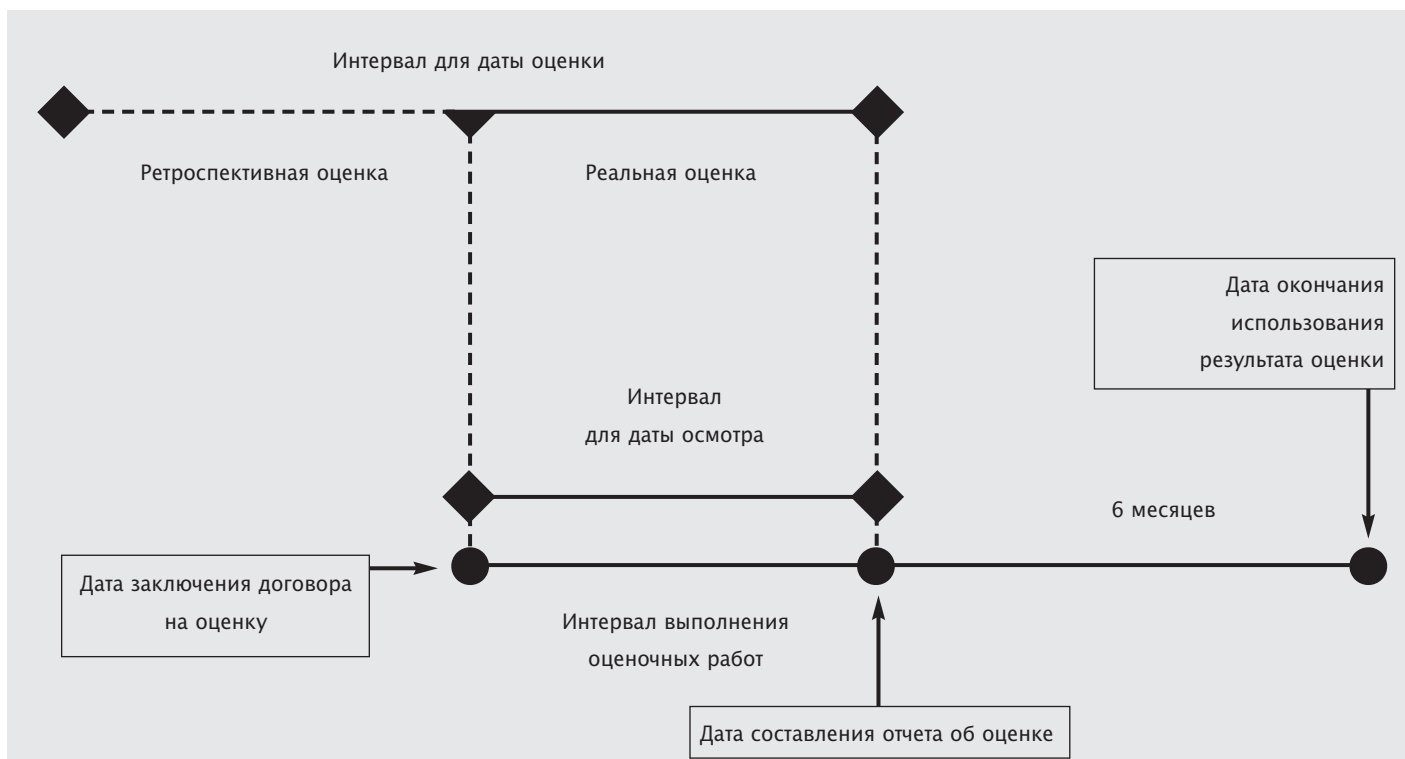 Интервал для даты оценки
Ретроспективная оценка
Реальная оценка
Дата окончания
использования
результата оценки
Интервал
для даты осмотра
6 месяцев
Дата заключения договора
на оценку
Интервал выполнения
оценочных работ
Дата составления отчета об оценке